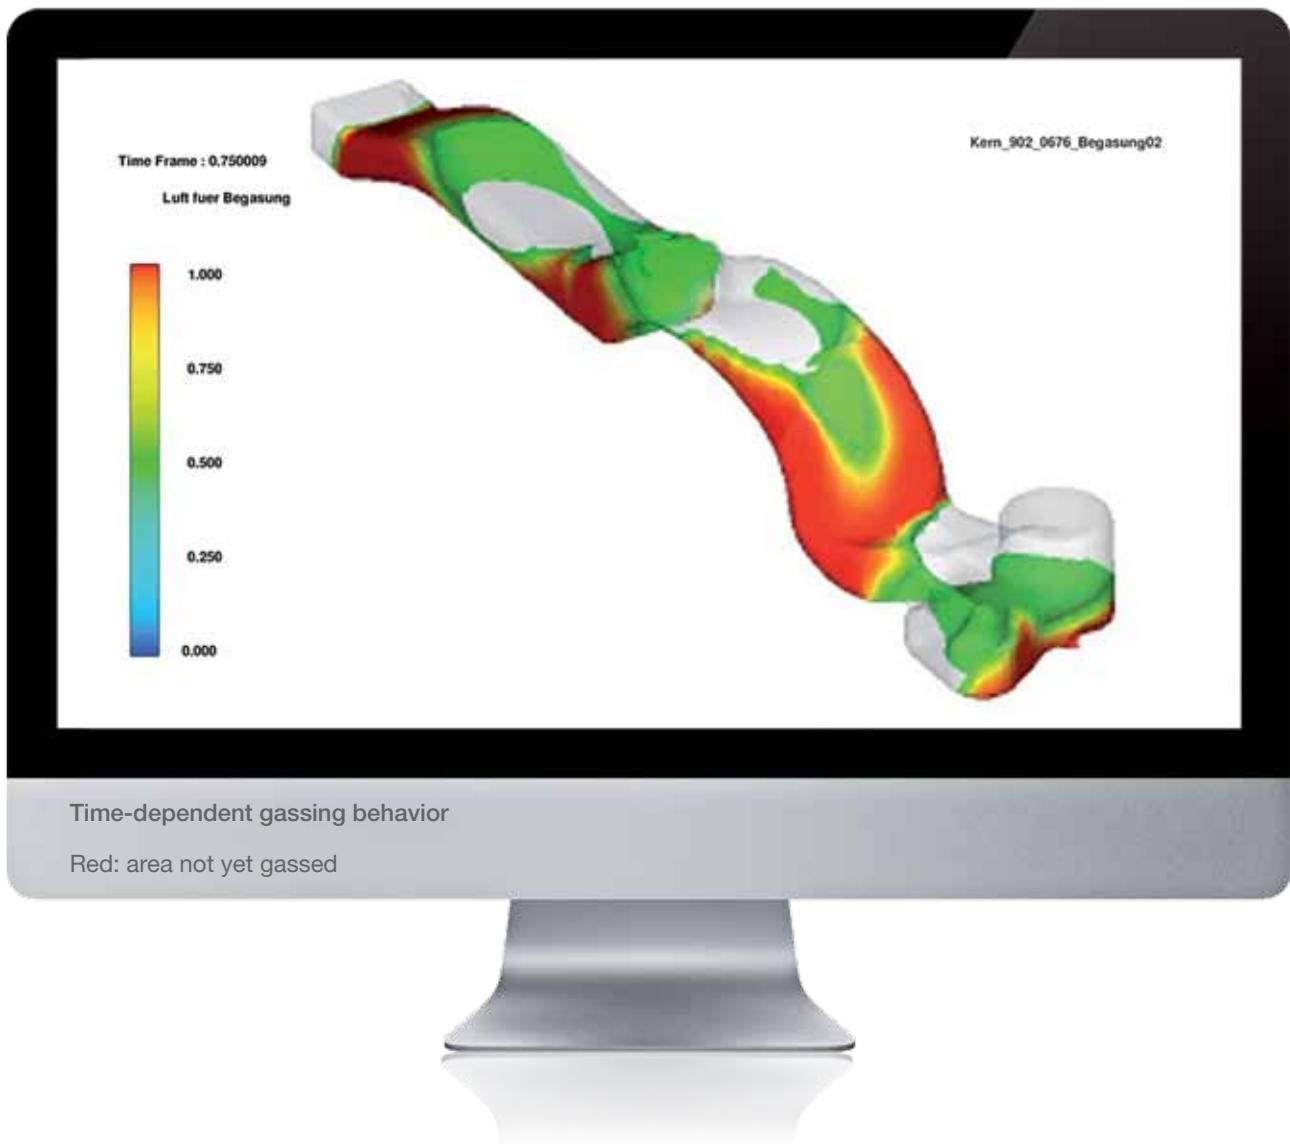 Kern_902_0676_Begasung02
Time Frame : 0.750009
Luft fuer Begasung
1.000
0.750
0.500
0.250
0.000
Time-dependent gassing behavior
Red: area not yet gassed